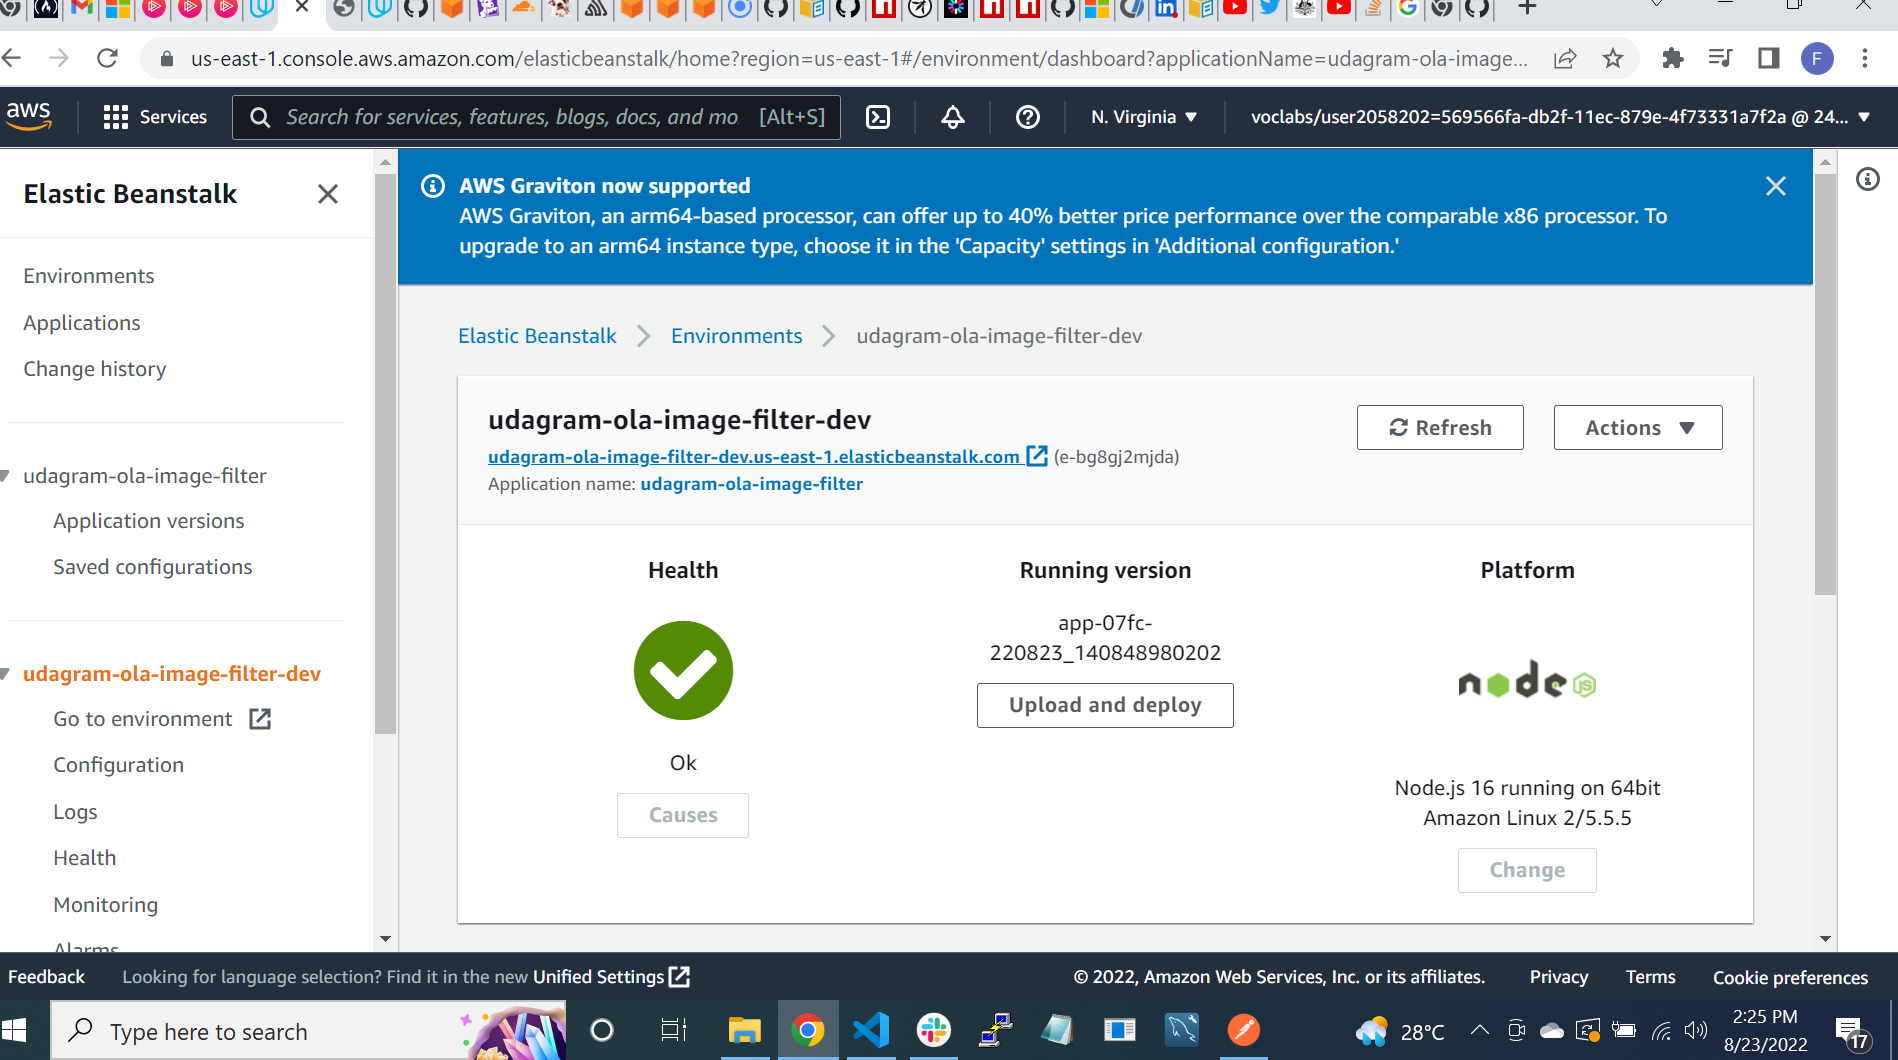 us-east-1.console.aws.amazon.com/elasticbeanstalk/home?region=us-east-1#/environment/dashboard?applicationName=udagram-ola-image...
F
aws
Services
Search for services, features, blogs, docs, and mo [Alt+S]
N. Virginia
voclabs/user2058202=569566fa-db2f-11ec-879e-4f73331a7f2a @ 24...
Elastic Beanstalk
Environments
Applications
Change history
udagram-ola-image-filter
Application versions
Saved configurations
udagram-ola-image-filter-dev
Go to environment
Configuration
Logs
Health
Monitoring
Alarms
AWS Graviton now supported
AWS Graviton, an arm64-based processor, can offer up to 40% better price performance over the comparable x86 processor. To
upgrade to an arm64 instance type, choose it in the 'Capacity' settings in 'Additional configuration.'
Elastic Beanstalk
Environments
udagram-ola-image-filter-dev
udagram-ola-image-filter-dev
Refresh
Actions
udagram-ola-image-filter-dev.us-east-1.elasticbeanstalk.com (e-bg8gj2mjda)
Application name: udagram-ola-image-filter
Health
Ok
Causes
Running version
app-07fc-
220823_140848980202
Upload and deploy
Platform
node JS
Node.js 16 running on 64bit
Amazon Linux 2/5.5.5
Change
Feedback
Looking for language selection? Find it in the new Unified Settings
© 2022, Amazon Web Services, Inc. or its affiliates.
Privacy
Terms
Cookie preferences
Type here to search
28°C
2:25 PM
8/23/2022
17